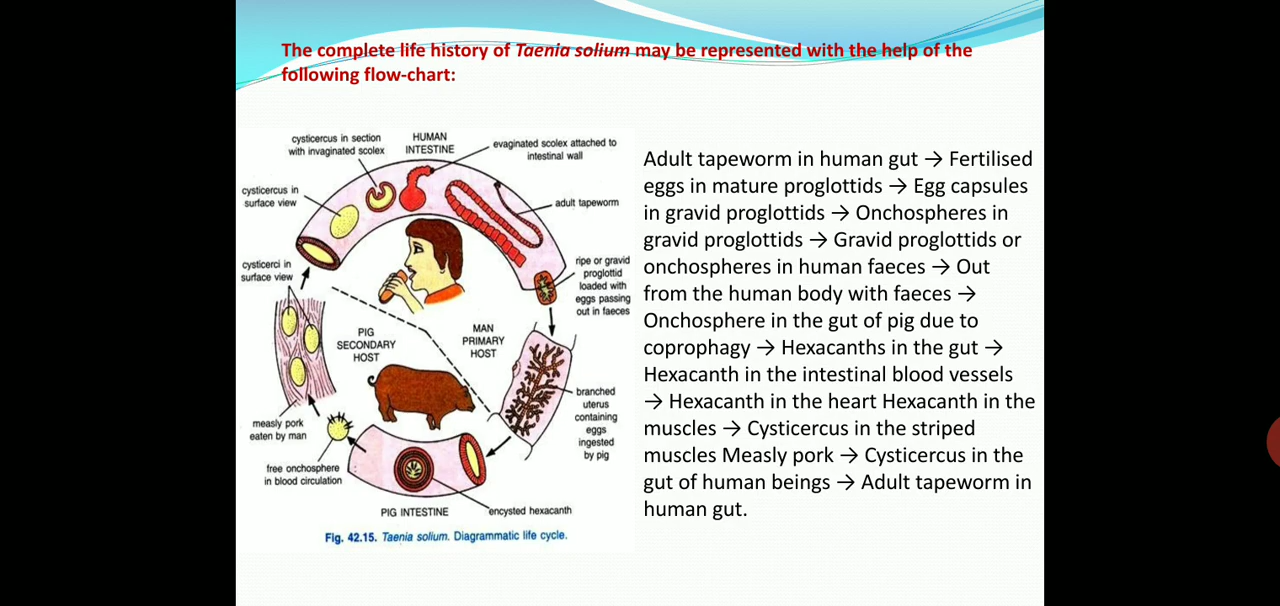 The complete life history of Taenia solium may be represented with the help of the
following flow-chart:
cysticercus in section
with invaginated scolex
HUMAN
INTESTINE
evaginated scolex attached to
intestinal wall
cysticercus in
surface view
adult tapeworm
cysticerci in
surface view
ripe or gravid
proglottid
loaded with
eggs passing
out in faeces
PIG
SECONDARY
HOST
MAN
PRIMARY
HOST
branched
uterus
containing
eggs
ingested
by pig
measly pork
eaten by man
free onchosphere
in blood circulation
PIG INTESTINE
encysted hexacanth
Fig. 42.15. Taenia solium. Diagrammatic life cycle.
Adult tapeworm in human gut → Fertilised
eggs in mature proglottids → Egg capsules
in gravid proglottids → Onchospheres in
gravid proglottids → Gravid proglottids or
onchospheres in human faeces → Out
from the human body with faeces →
Onchosphere in the gut of pig due to
coprophagy → Hexacanths in the gut →
Hexacanth in the intestinal blood vessels
→ Hexacanth in the heart Hexacanth in the
muscles → Cysticercus in the striped
muscles Measly pork → Cysticercus in the
gut of human beings → Adult tapeworm in
human gut.